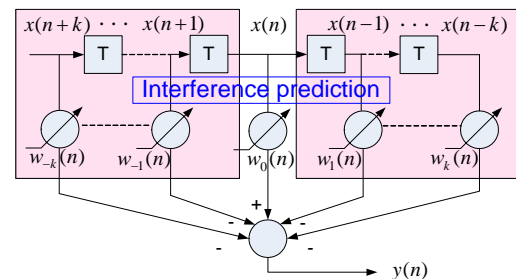 x(n+k) ··· x(n+1) x(n) x(n−1) ··· x(n−k)
T T T T
Interference prediction
w₋ₖ(n) w₋₁(n) w₀(n) w₁(n) wₖ(n)
+
- -
- -
y(n)